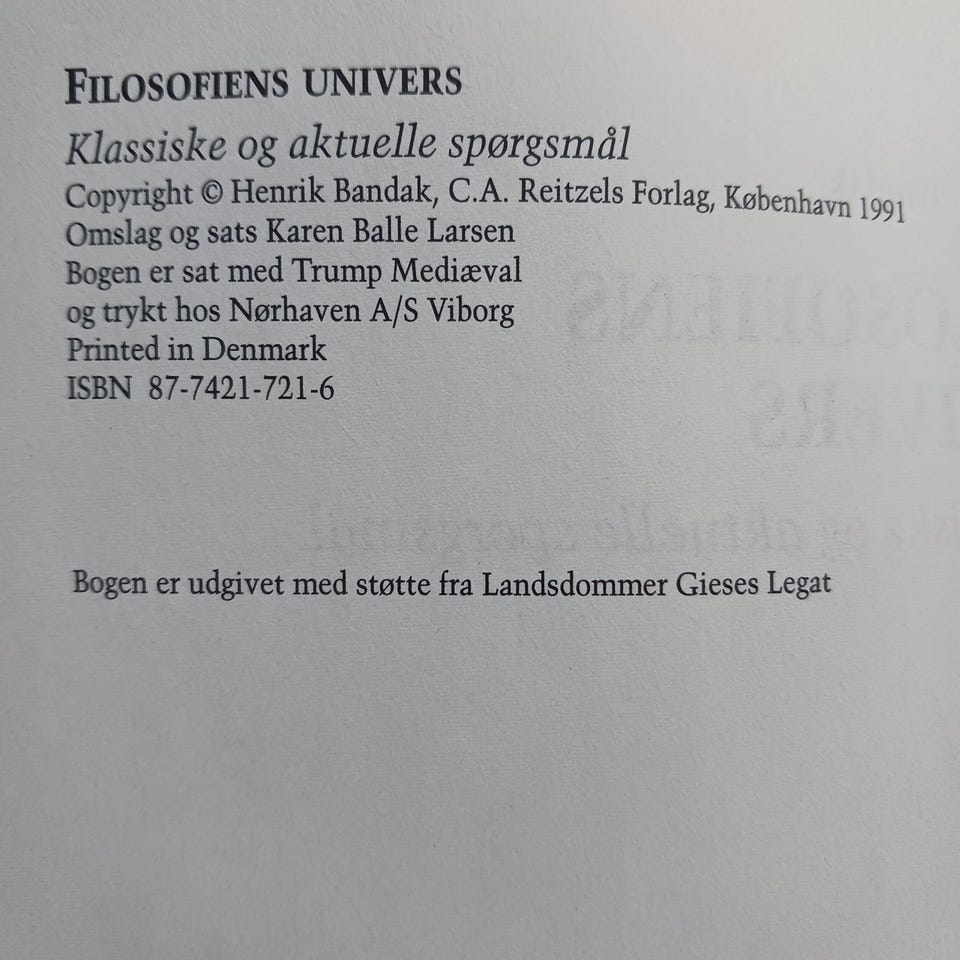 FILOSOFIENS UNIVERS
Klassiske og aktuelle spørgsmål
Copyright © Henrik Bandak, C.A. Reitzels Forlag, København 1991
Omslag og sats Karen Balle Larsen
Bogen er sat med Trump Mediæval
og trykt hos Nørhaven A/S Viborg
Printed in Denmark
ISBN 87-7421-721-6
Bogen er udgivet med støtte fra Landsdommer Gieses Legat